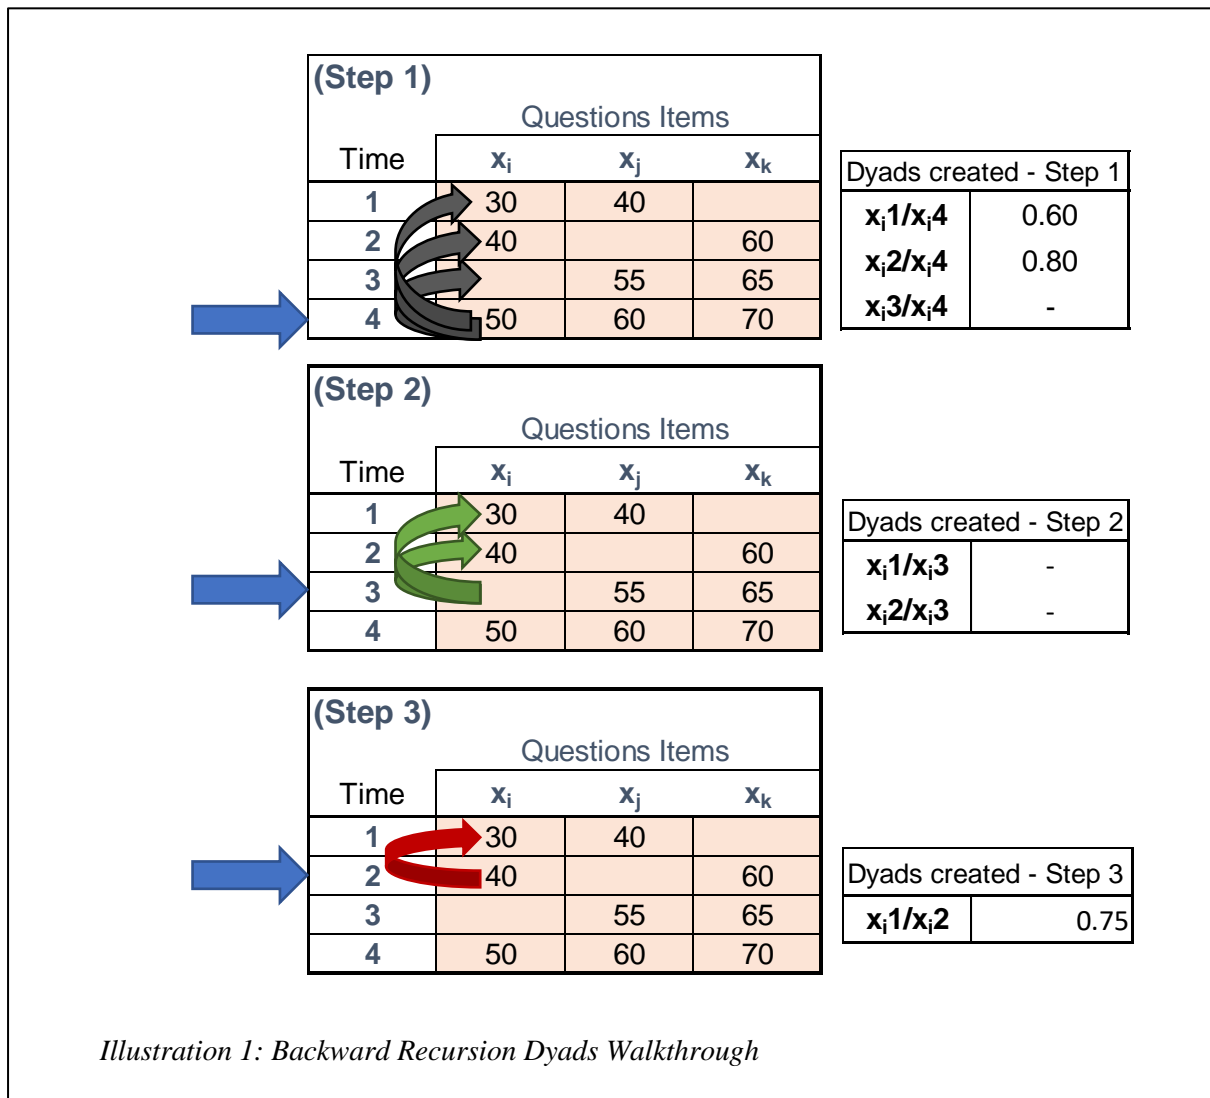 (Step 1)
Questions Items
Time xi xj xk
1 30 40
2 40 60
3 55 65
4 50 60 70
Dyads created - Step 1
xi1/xi4 0.60
xi2/xi4 0.80
xi3/xi4 -
(Step 2)
Questions Items
Time xi xj xk
1 30 40
2 40 60
3 55 65
4 50 60 70
Dyads created - Step 2
xi1/xi3 -
xi2/xi3 -
(Step 3)
Questions Items
Time xi xj xk
1 30 40
2 40 60
3 55 65
4 50 60 70
Dyads created - Step 3
xi1/xi2 0.75
Illustration 1: Backward Recursion Dyads Walkthrough